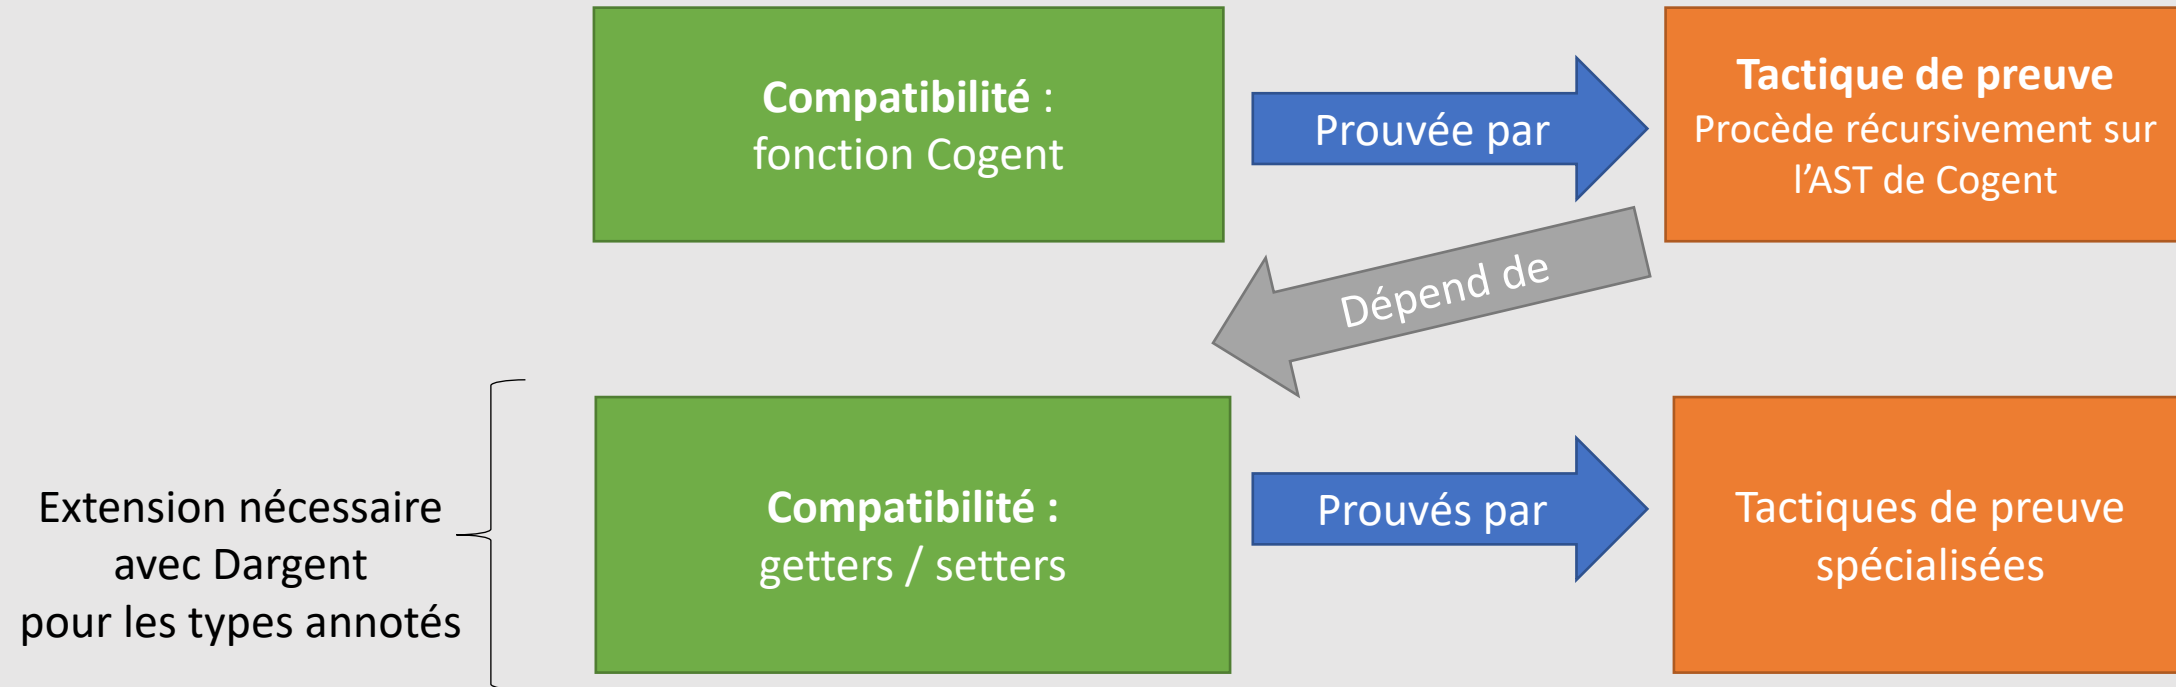 Compatibilité :
fonction Cogent
Prouvée par
Tactique de preuve
Procède récursivement sur
l’AST de Cogent
Dépend de
Extension nécessaire
avec Dargent
pour les types annotés
Compatibilité :
getters / setters
Prouvés par
Tactiques de preuve
spécialisées